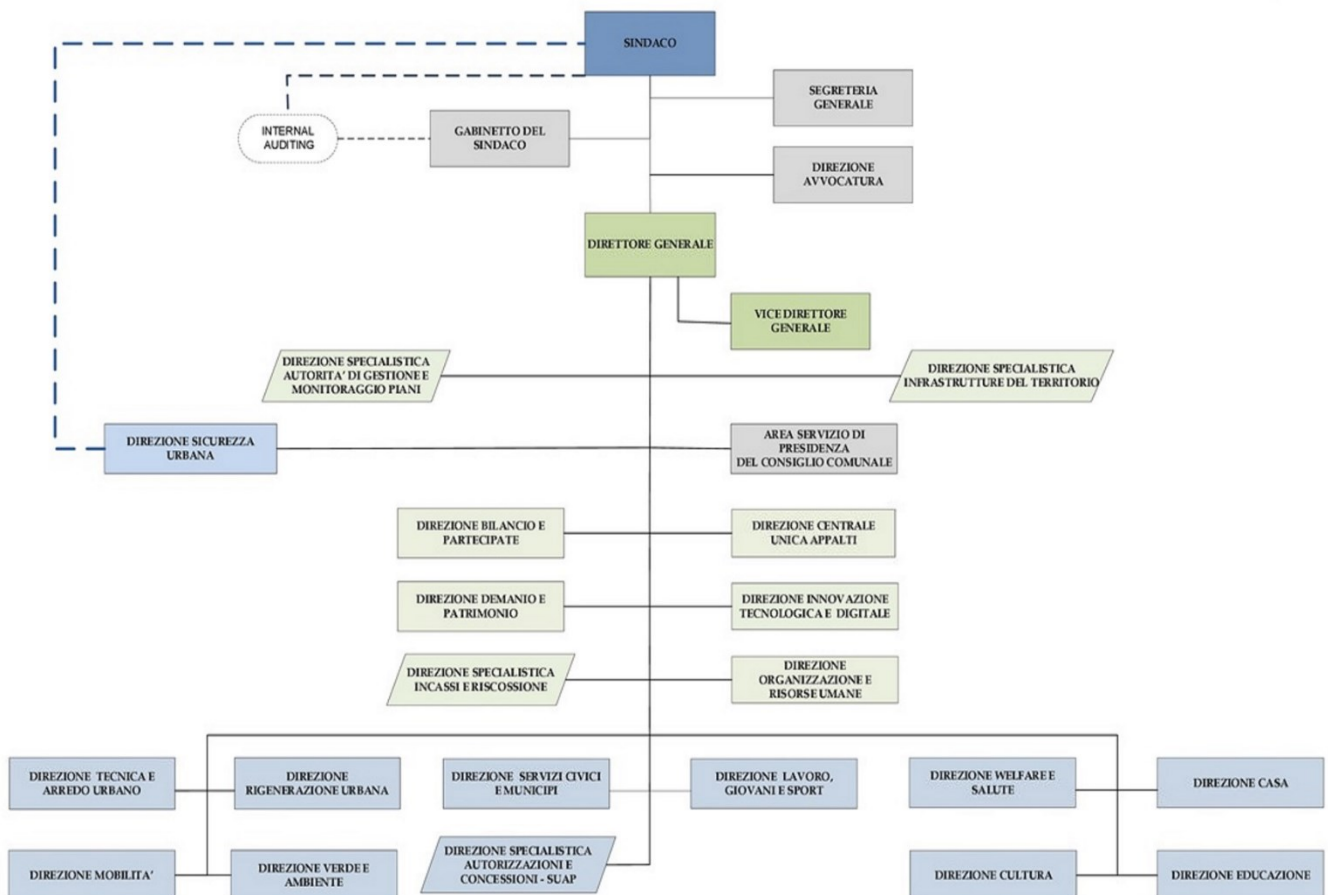 SINDACO
SEGRETERIA
GENERALE
INTERNAL
AUDITING
GABINETTO DEL
SINDACO
DIREZIONE
AVVOCATURA
DIRETTORE GENERALE
VICE DIRETTORE
GENERALE
DIREZIONE SPECIALISTICA
AUTORITA' DI GESTIONE E
MONITORAGGIO PIANI
DIREZIONE SPECIALISTICA
INFRASTRUTTURE DEL TERRITORIO
DIREZIONE SICUREZZA
URBANA
AREA SERVIZIO DI
PRESIDENZA
DEL CONSIGLIO COMUNALE
DIREZIONE BILANCIO E
PARTECIPATE
DIREZIONE CENTRALE
UNICA APPALTI
DIREZIONE DEMANIO E
PATRIMONIO
DIREZIONE INNOVAZIONE
TECNOLOGICA E DIGITALE
DIREZIONE SPECIALISTICA
INCASSI E RISCOSSIONE
DIREZIONE
ORGANIZZAZIONE E
RISORSE UMANE
DIREZIONE TECNICA E
ARREDO URBANO
DIREZIONE
RIGENERAZIONE URBANA
DIREZIONE SERVIZI CIVICI
E MUNICIPI
DIREZIONE LAVORO,
GIOVANI E SPORT
DIREZIONE WELFARE E
SALUTE
DIREZIONE CASA
DIREZIONE MOBILITA'
DIREZIONE VERDE E
AMBIENTE
DIREZIONE SPECIALISTICA
AUTORIZZAZIONI E
CONCESSIONI - SUAP
DIREZIONE CULTURA
DIREZIONE EDUCAZIONE